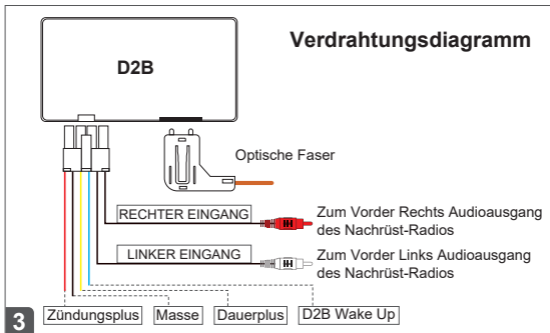 Verdrahtungsdiagramm
D2B
Optische Faser
RECHTER EINGANG
Zum Vorder Rechts Audioausgang
des Nachrüst-Radios
LINKER EINGANG
Zum Vorder Links Audioausgang
des Nachrüst-Radios
3
Zündungsplus
Masse
Dauerplus
D2B Wake Up